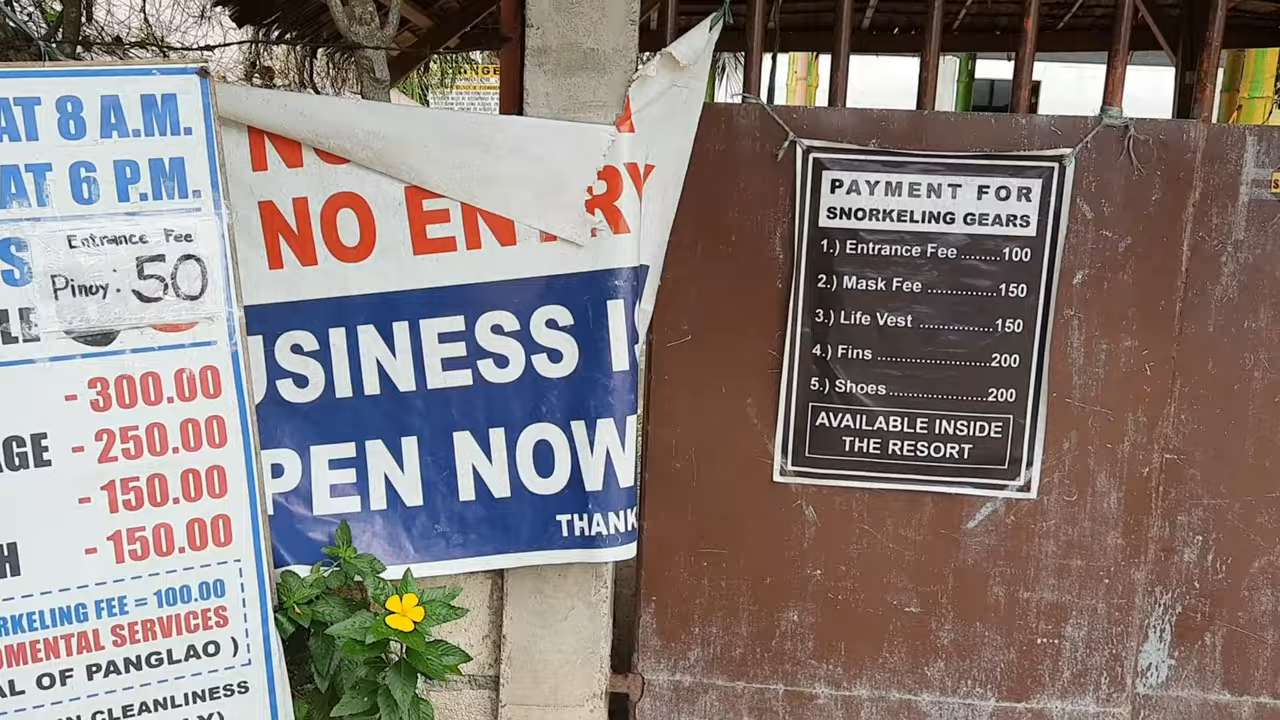 AT 8 A.M.
AT 6 P.M.
Entrance Fee
Pinoy: 50
- 300.00
AGE - 250.00
- 150.00
H - 150.00
RKELING FEE = 100.00
ONMENTAL SERVICES
AL OF PANGLAO )
IN CLEANLINESS
NO ENTRY
USINESS IS
PEN NOW
THANK
PAYMENT FOR
SNORKELING GEARS
1.) Entrance Fee ........100
2.) Mask Fee .............150
3.) Life Vest ..............150
4.) Fins .....................200
5.) Shoes...................200
AVAILABLE INSIDE
THE RESORT